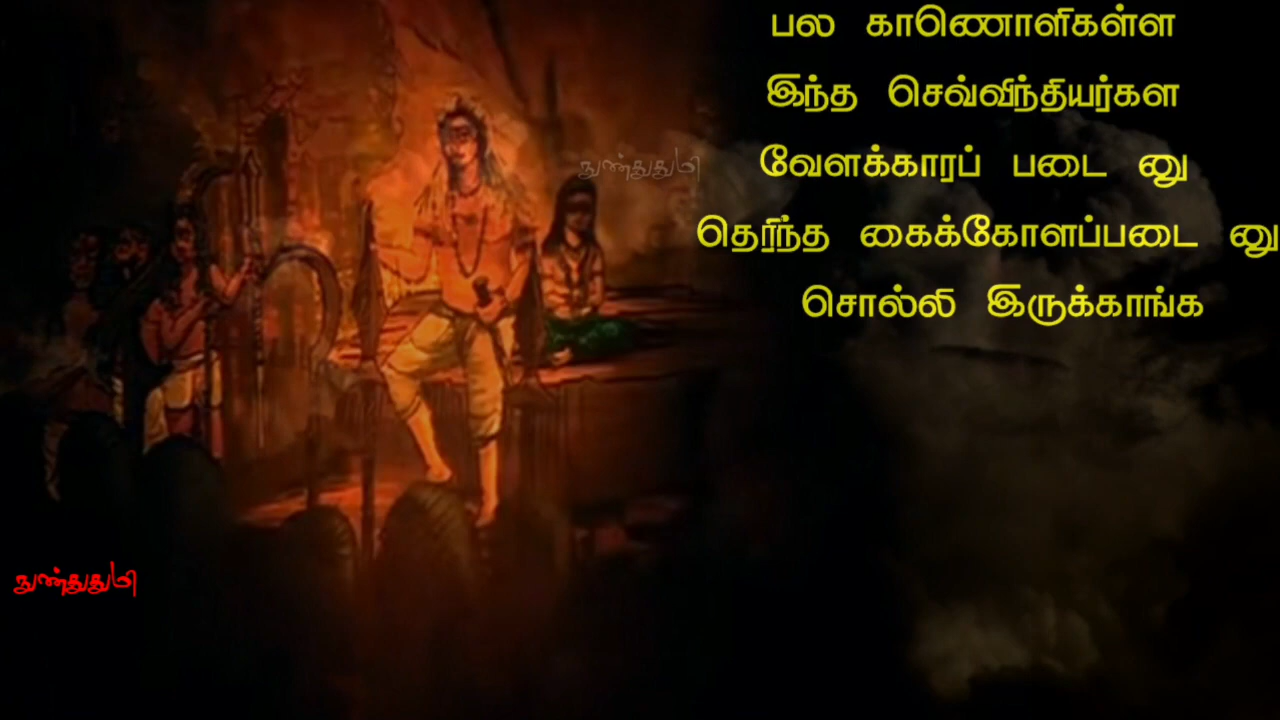 பல காணொளிகள்ள
இந்த செவ்விந்தியர்கள
வேளக்காரப் படை னு
தெரிந்த கைக்கோளப்படை னு
சொல்லி இருக்காங்க
துண்துதுமி
துண்துதுமி